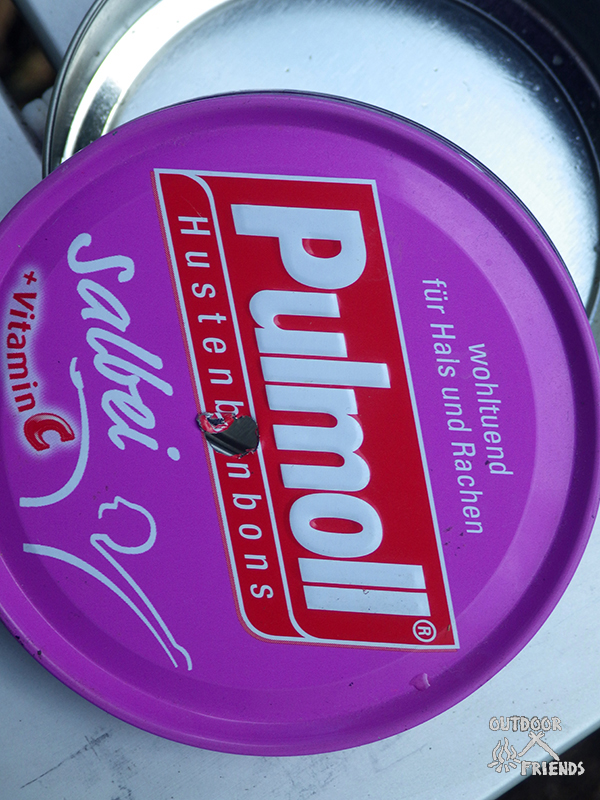 wohltuend
für Hals und Rachen
Pulmoll®
Hustenbonbons
Salbei
+ Vitamin C
OUTDOOR
FRIENDS